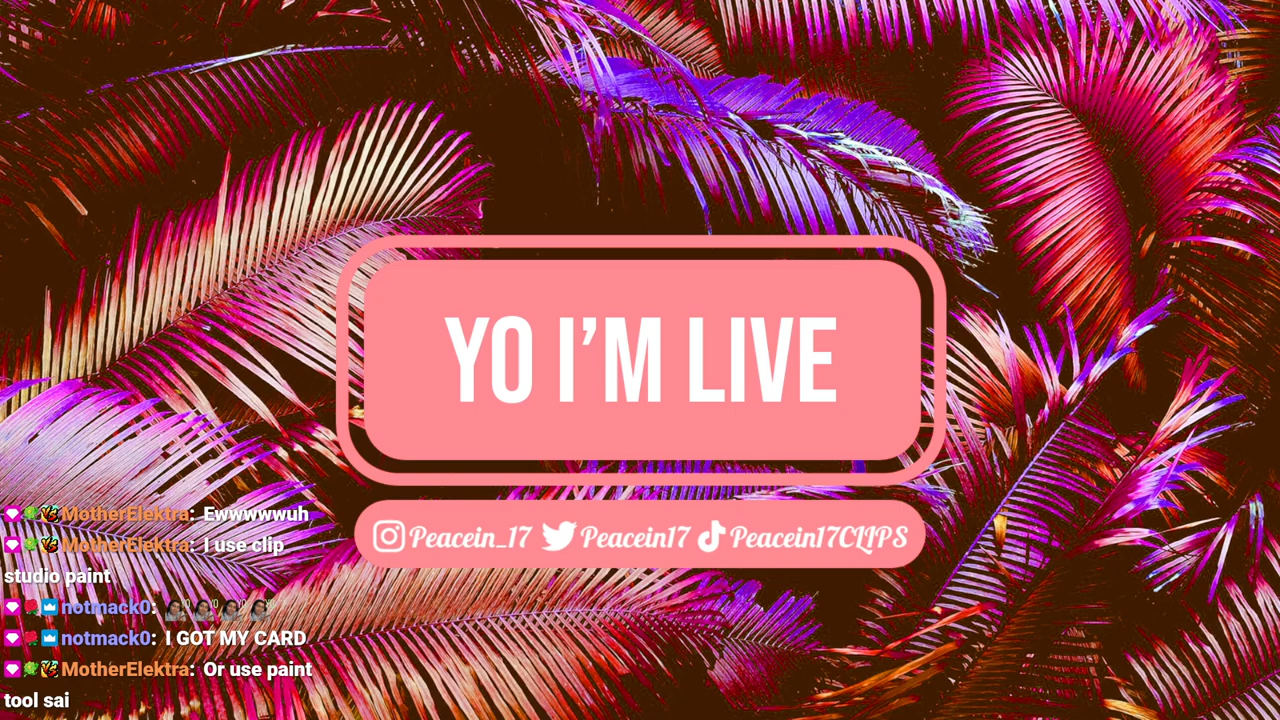 YO I’M LIVE
Peacein_17 Peacein17 Peacein17CLIPS
MotherElektra: Ewwwwwuh
MotherElektra: I use clip
studio paint
notmack0:
notmack0: I GOT MY CARD
MotherElektra: Or use paint
tool sai